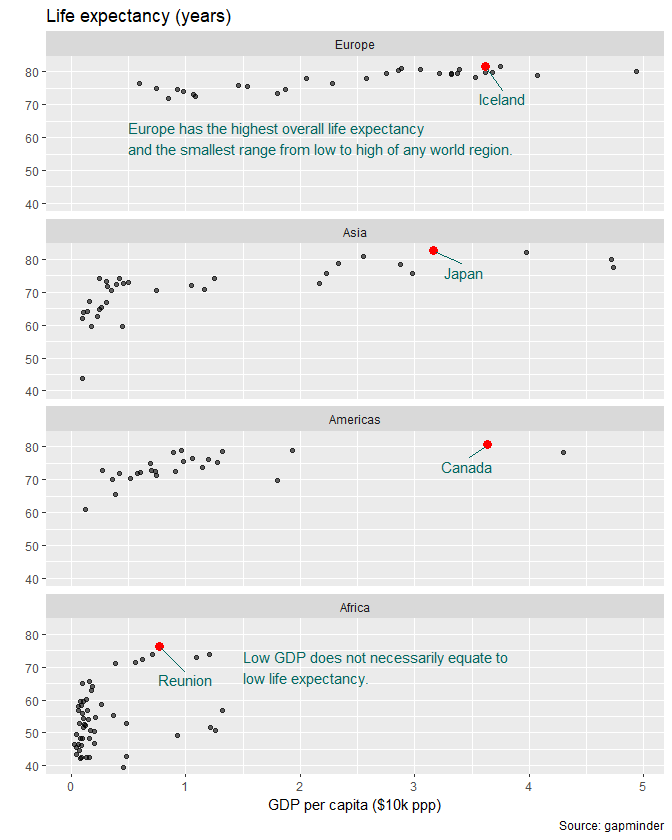 Life expectancy (years)
Europe
80
70
60
50
40
Iceland
Europe has the highest overall life expectancy
and the smallest range from low to high of any world region.
Asia
80
70
60
50
40
Japan
Americas
80
70
60
50
40
Canada
Africa
80
70
60
50
40
Reunion
Low GDP does not necessarily equate to
low life expectancy.
0 1 2 3 4 5
GDP per capita ($10k ppp)
Source: gapminder